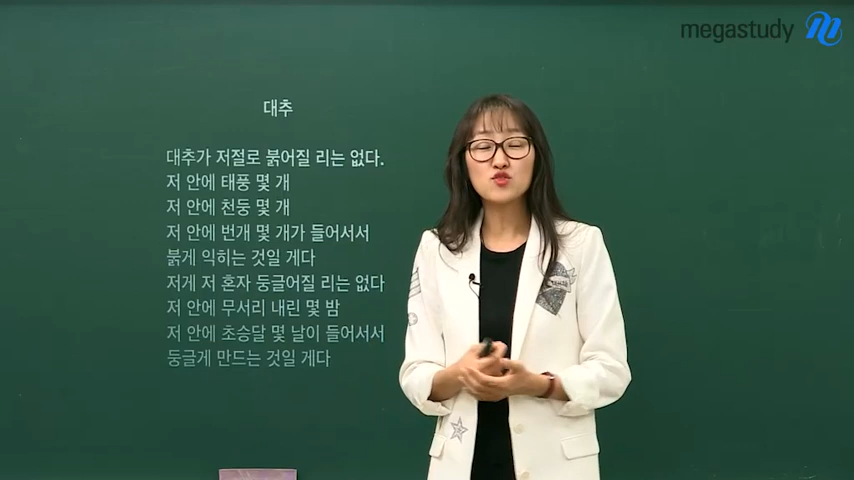 megastudy
대추
대추가 저절로 붉어질 리는 없다.
저 안에 태풍 몇 개
저 안에 천둥 몇 개
저 안에 번개 몇 개가 들어서서
붉게 익히는 것일 게다
저게 저 혼자 둥글어질 리는 없다
저 안에 무서리 내린 몇 밤
저 안에 초승달 몇 날이 들어서서
둥글게 만드는 것일 게다